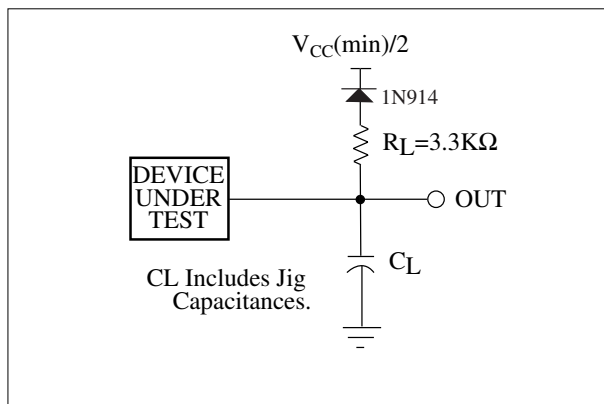 VCC(min)/2
1N914
RL=3.3KΩ
DEVICE
UNDER
TEST
OUT
CL
CL Includes Jig
Capacitances.